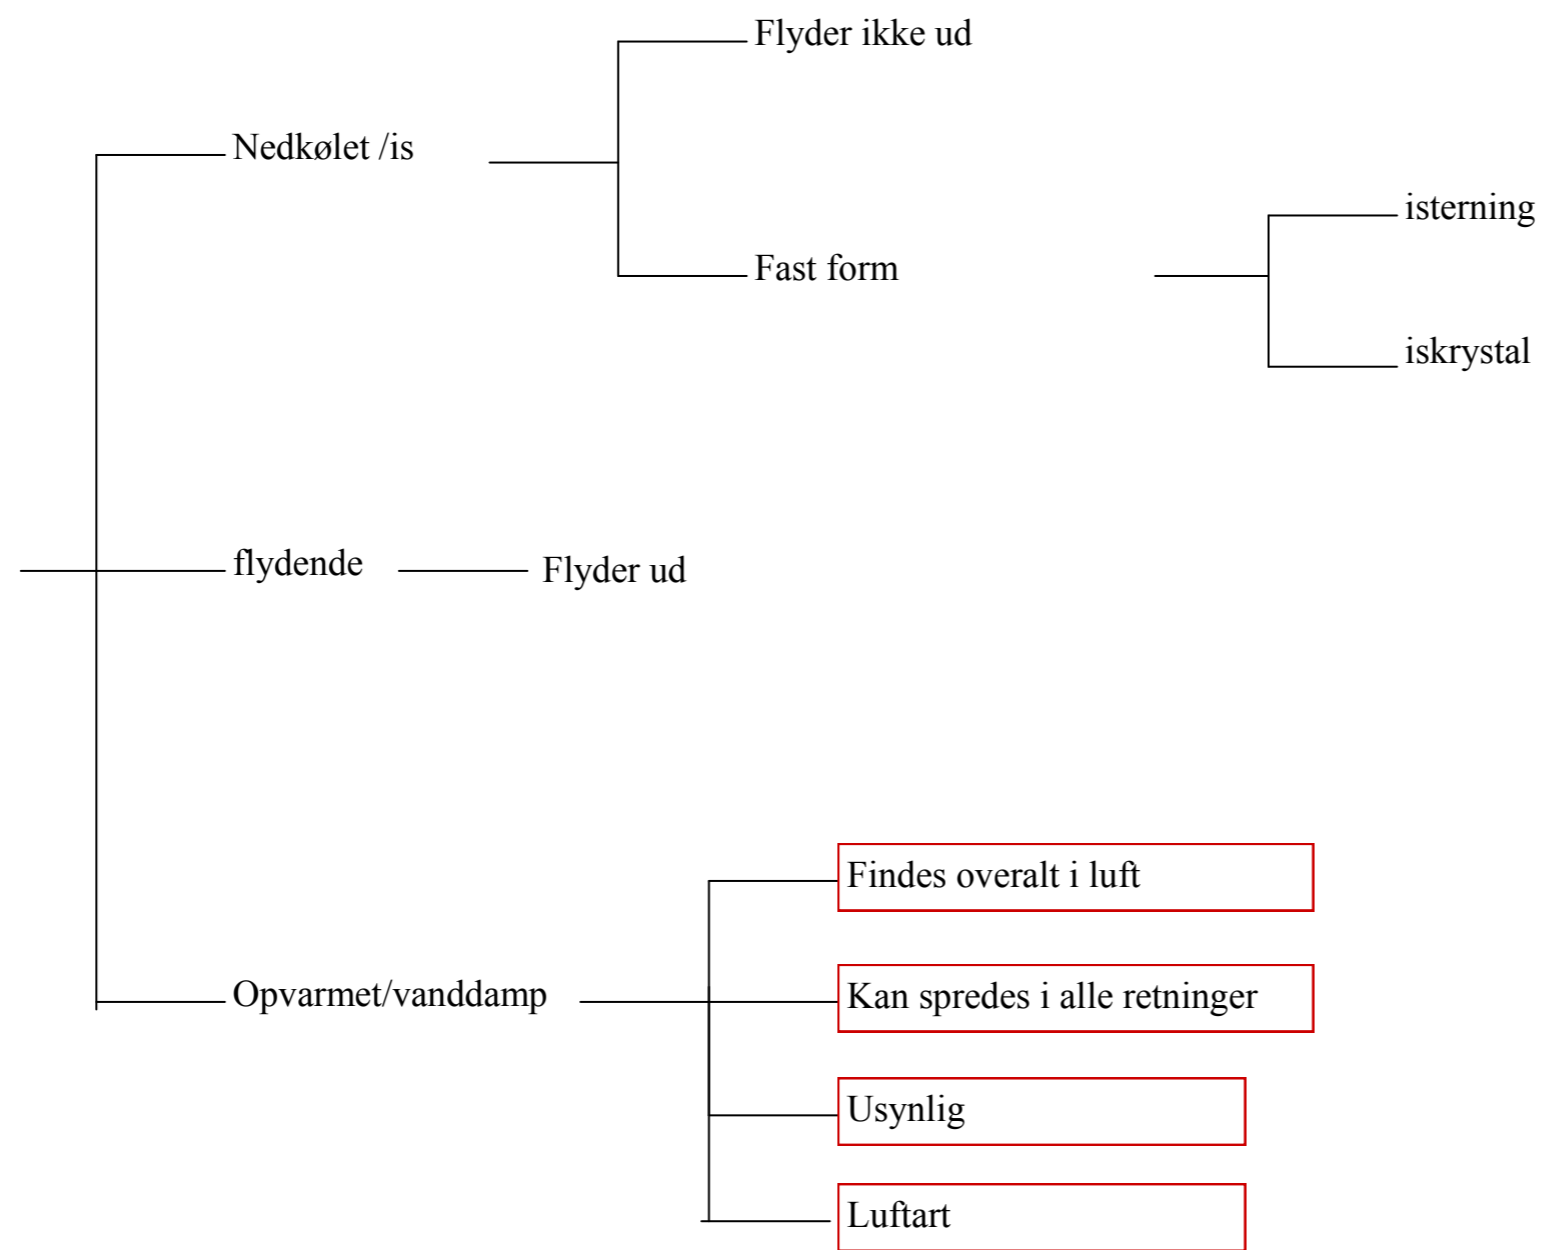 Flyder ikke ud
Nedkølet /is
isterning
Fast form
iskrystal
flydende
Flyder ud
Findes overalt i luft
Opvarmet/vanddamp
Kan spredes i alle retninger
Usynlig
Luftart